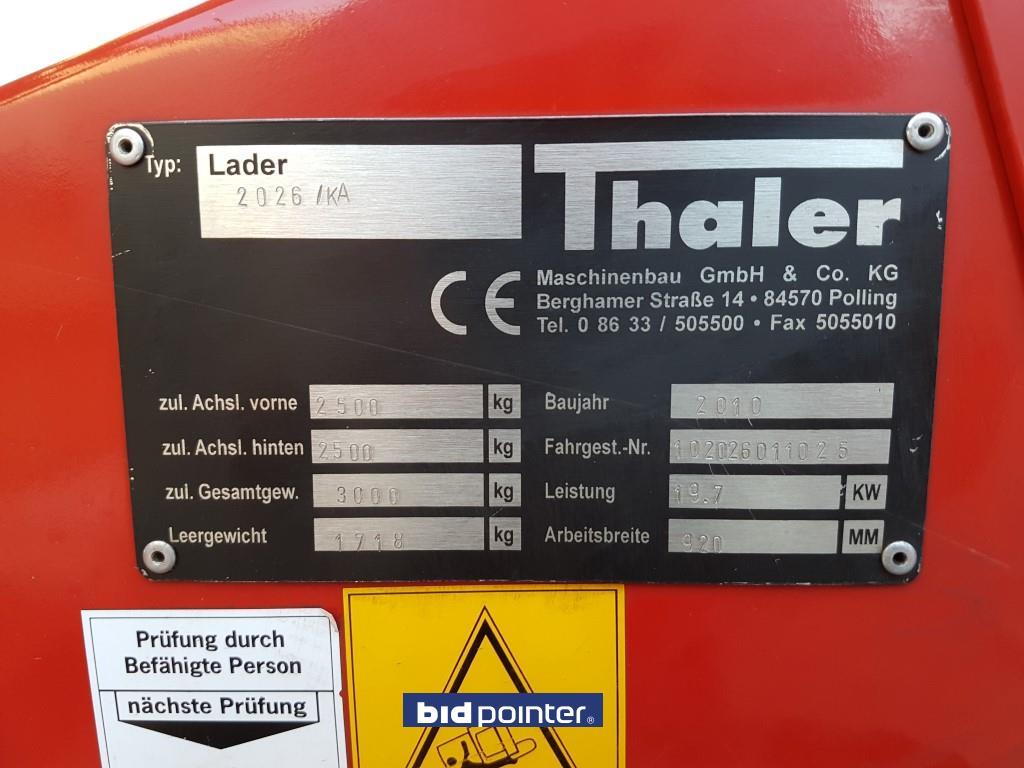 Typ: Lader
2026/KA
Thaler
CE
Maschinenbau GmbH & Co. KG
Berghamer Straße 14 • 84570 Polling
Tel. 0 86 33 / 505500 • Fax 5055010
zul. Achsl. vorne 2500 kg
zul. Achsl. hinten 2500 kg
zul. Gesamtgew. 3000 kg
Leergewicht 1718 kg
Baujahr 2010
Fahrgest.-Nr. 102026011025
Leistung 19.7 KW
Arbeitsbreite 920 MM
Prüfung durch
Befähigte Person
nächste Prüfung
bidpointer®